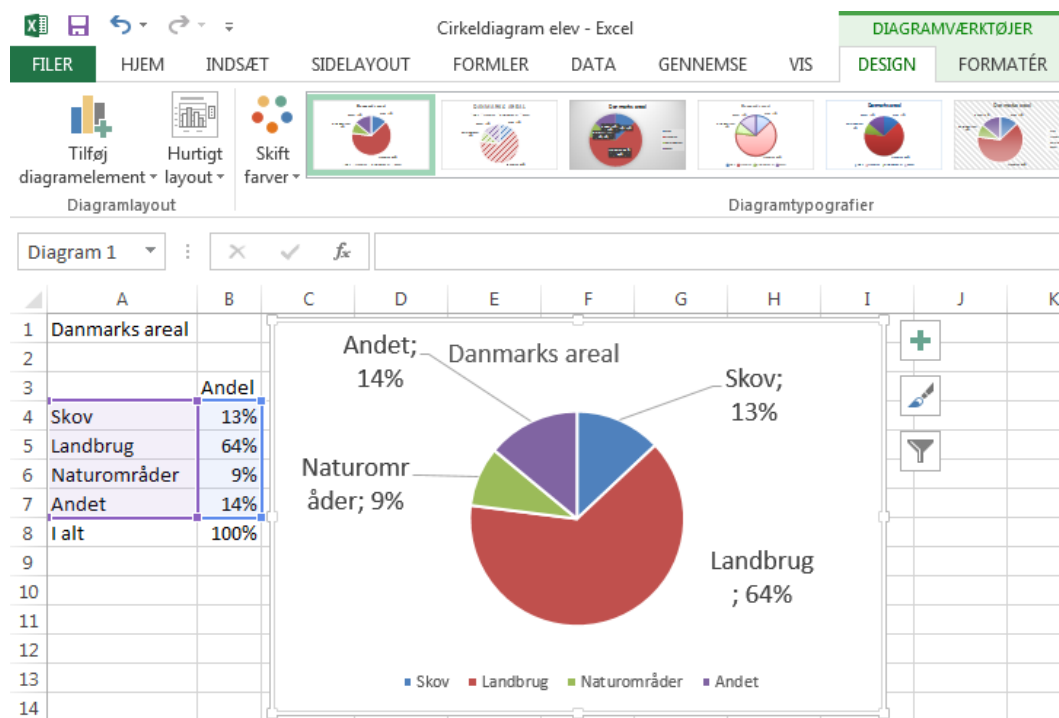 Cirkeldiagram elev - Excel
DIAGRAMVÆRKTØJER
FILER HJEM INDSÆT SIDELAYOUT FORMLER DATA GENNEMSE VIS DESIGN FORMATÉR
Tilføj
diagramelement
Hurtigt
layout
Skift
farver
Diagramlayout
Diagramtypografier
Diagram 1
fx
A B C D E F G H I J K
1 Danmarks areal
2
3 Andel
4 Skov 13%
5 Landbrug 64%
6 Naturområder 9%
7 Andet 14%
8 I alt 100%
9
10
11
12
13
14
Danmarks areal
Andet;
14%
Skov;
13%
Naturomr
åder; 9%
Landbrug
; 64%
Skov Landbrug Naturområder Andet